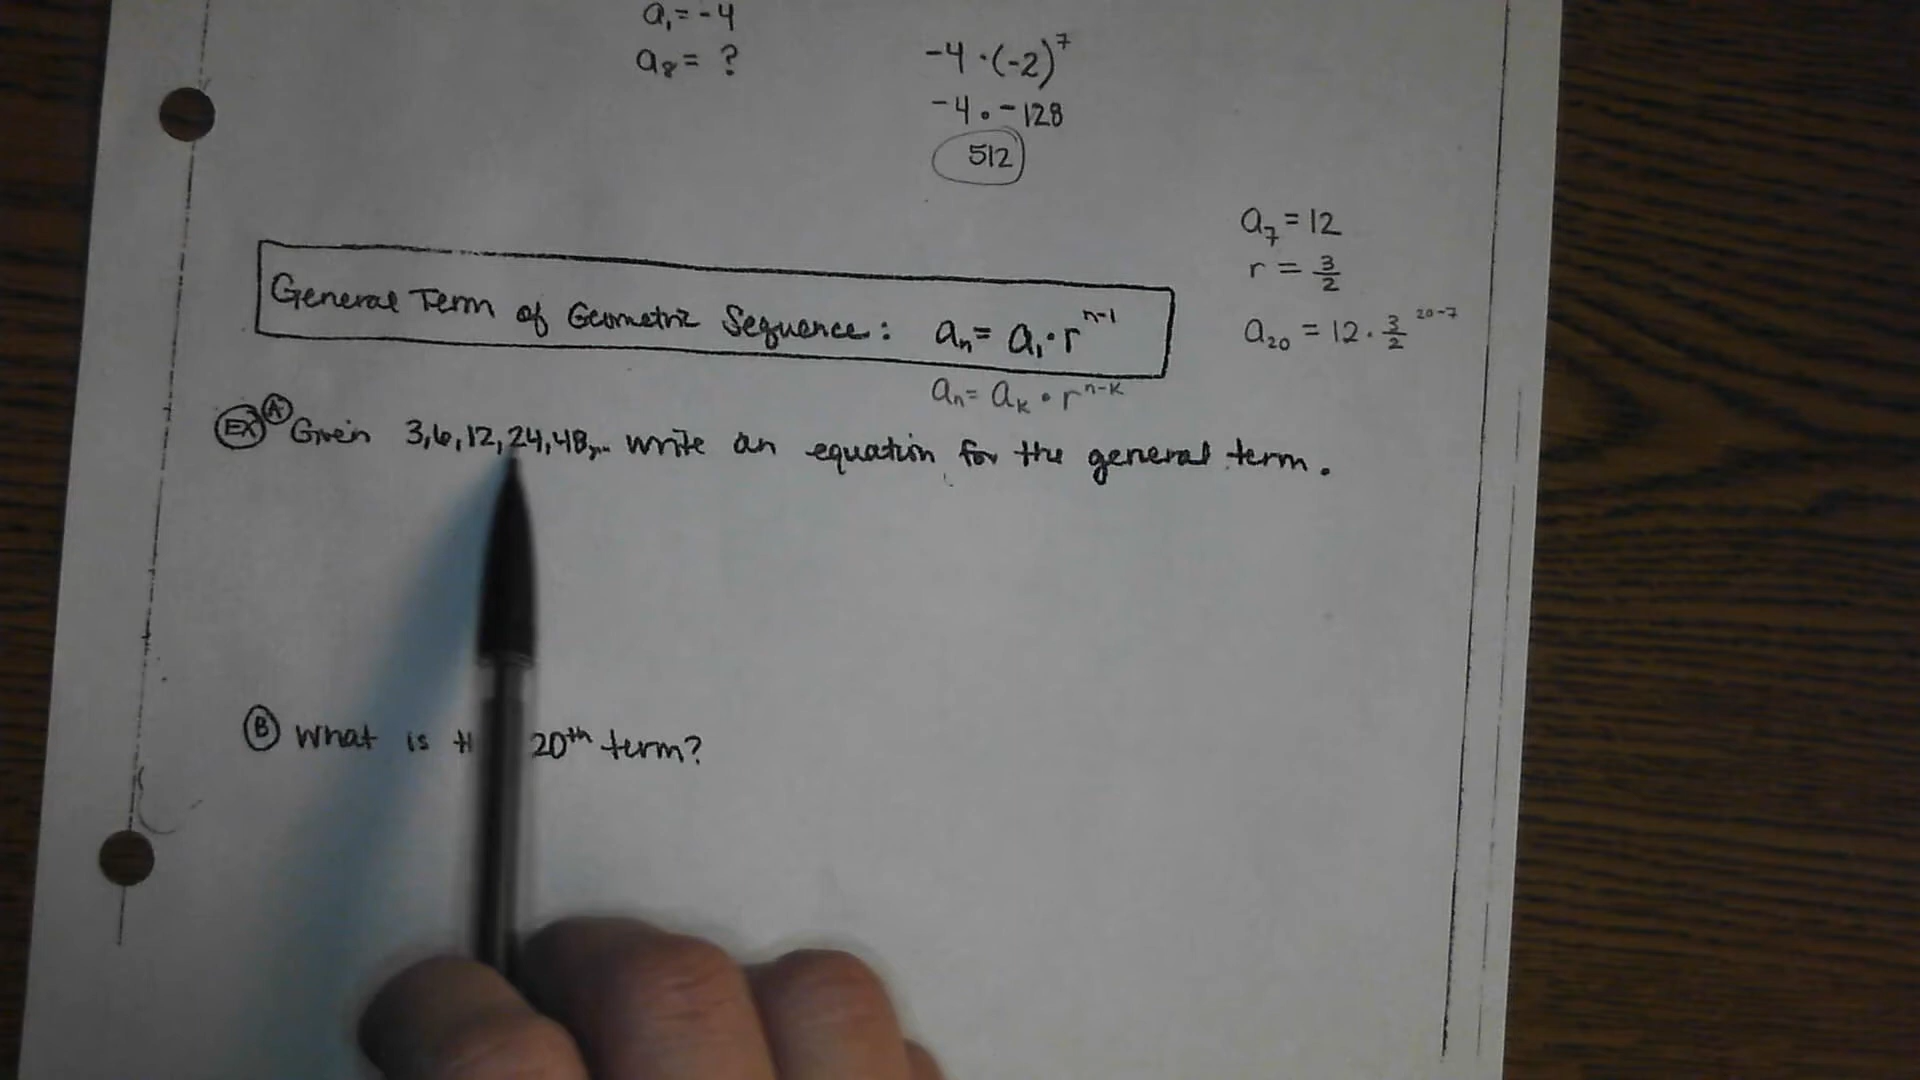 a₁ = -4
a₈ = ?
-4 · (-2)⁷
-4 · -128
512
a₇ = 12
r = 3/2
a₂₀ = 12 · 3/2 ²⁰⁻⁷
General Term of Geometric Sequence: aₙ = a₁ · rⁿ⁻¹
aₙ = aₖ · rⁿ⁻ᵏ
EX A Given 3, 6, 12, 24, 48, ... write an equation for the general term.
B What is 20th term?